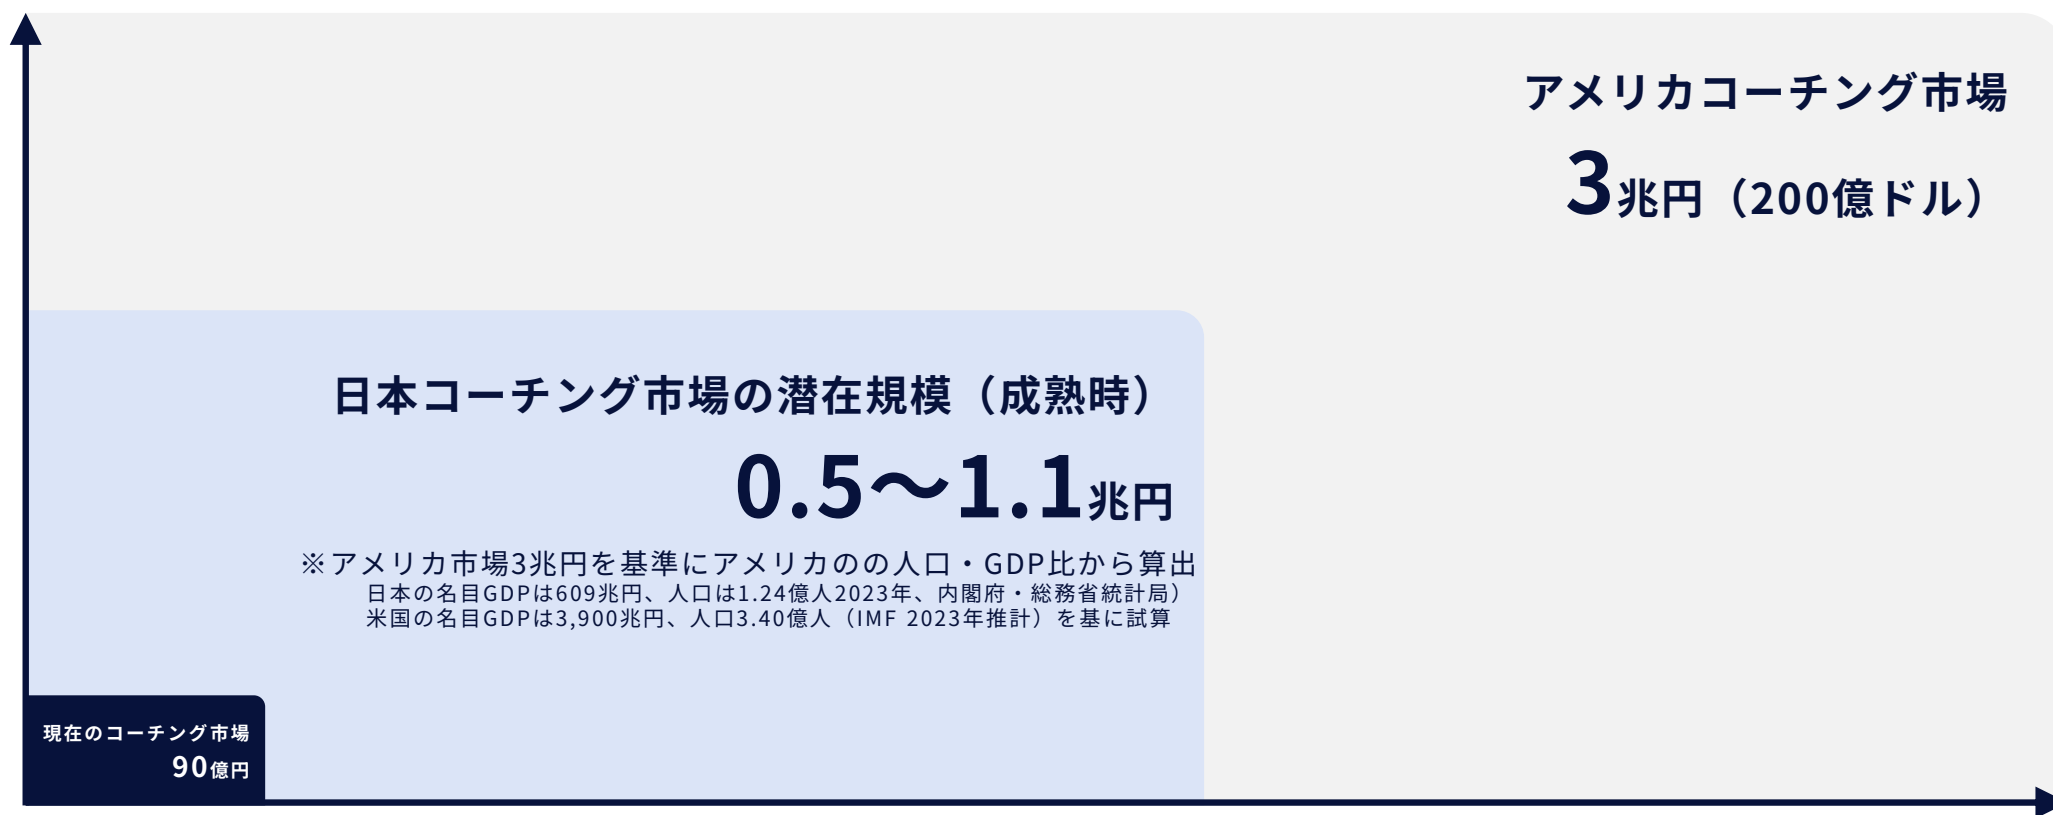 アメリカコーチング市場
3兆円（200億ドル）
日本コーチング市場の潜在規模（成熟時）
0.5〜1.1兆円
※アメリカ市場3兆円を基準にアメリカのの人口・GDP比から算出
日本の名目GDPは609兆円、人口は1.24億人2023年、内閣府・総務省統計局）
米国の名目GDPは3,900兆円、人口3.40億人（IMF 2023年推計）を基に試算
現在のコーチング市場
90億円